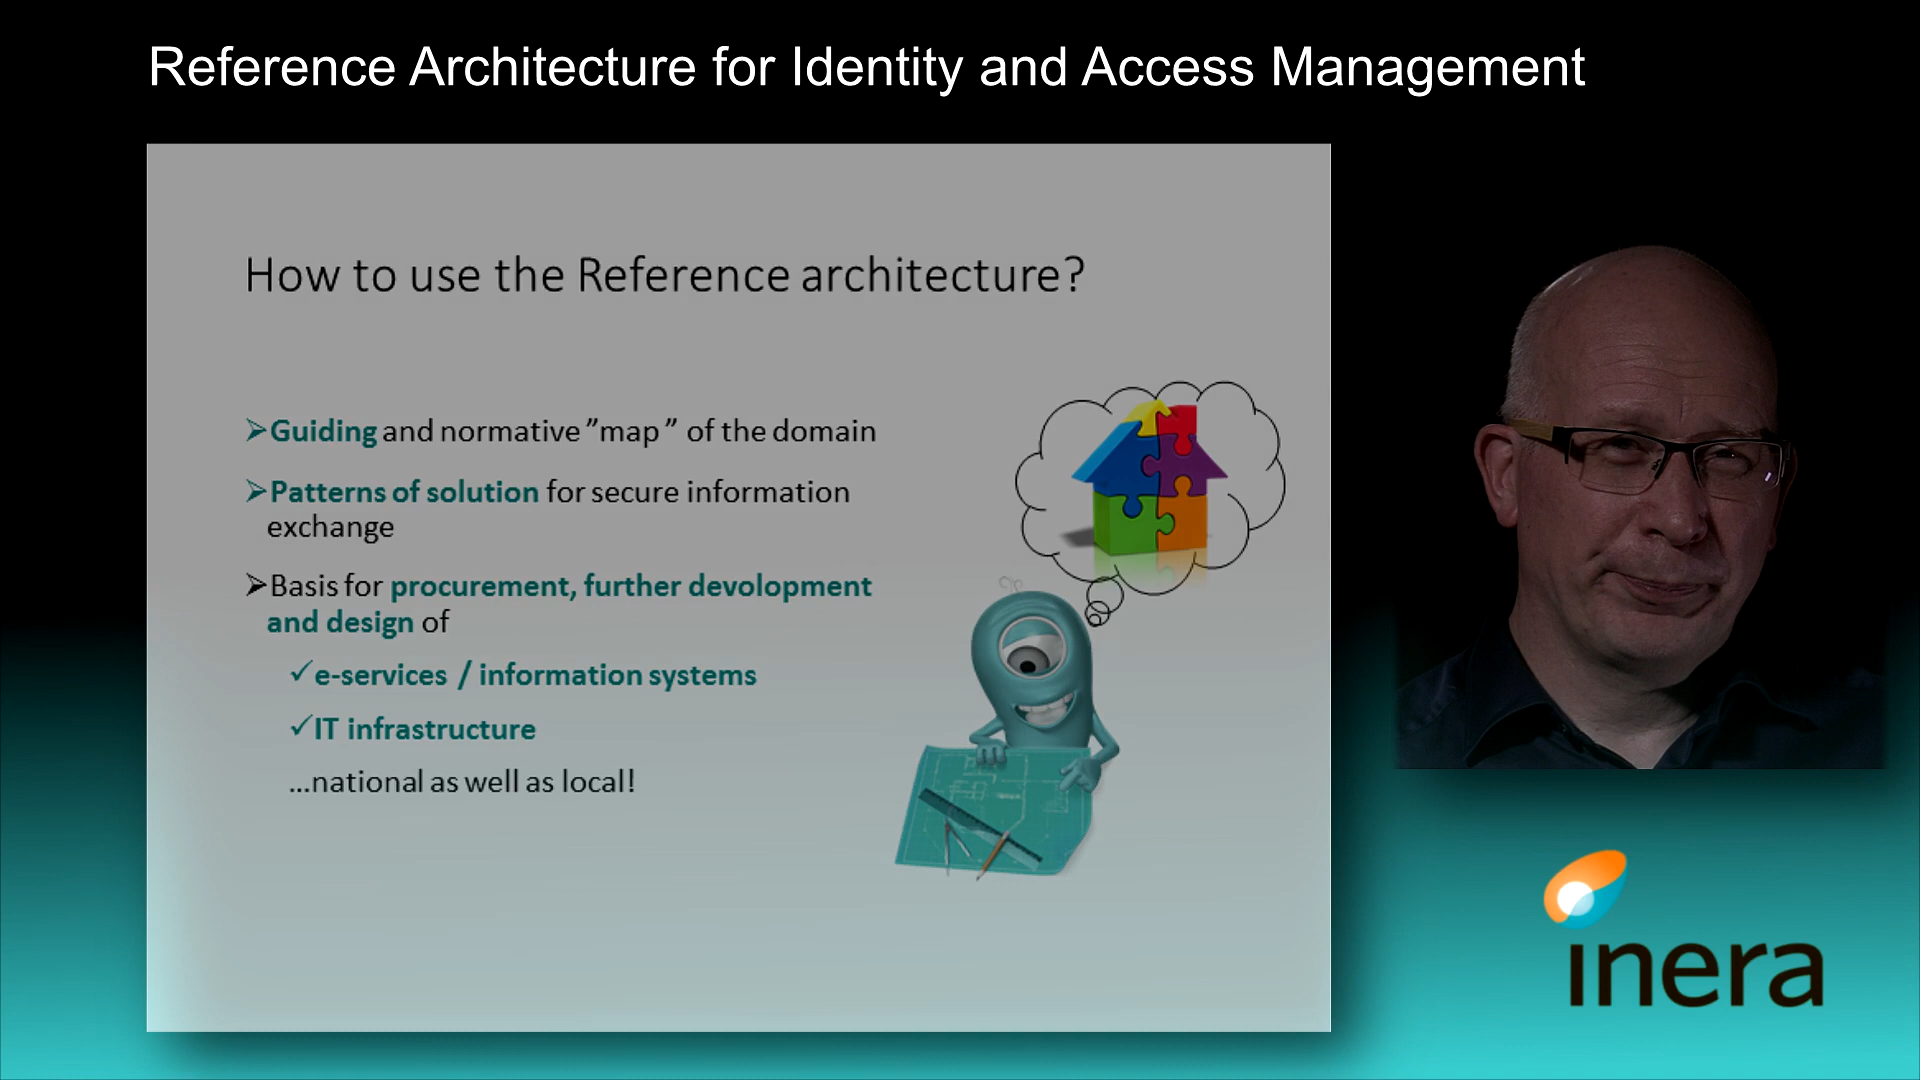 Reference Architecture for Identity and Access Management
How to use the Reference architecture?
➢Guiding and normative ”map ” of the domain
➢Patterns of solution for secure information
exchange
➢Basis for procurement, further devolopment
and design of
✓e-services / information systems
✓IT infrastructure
...national as well as local!
inera